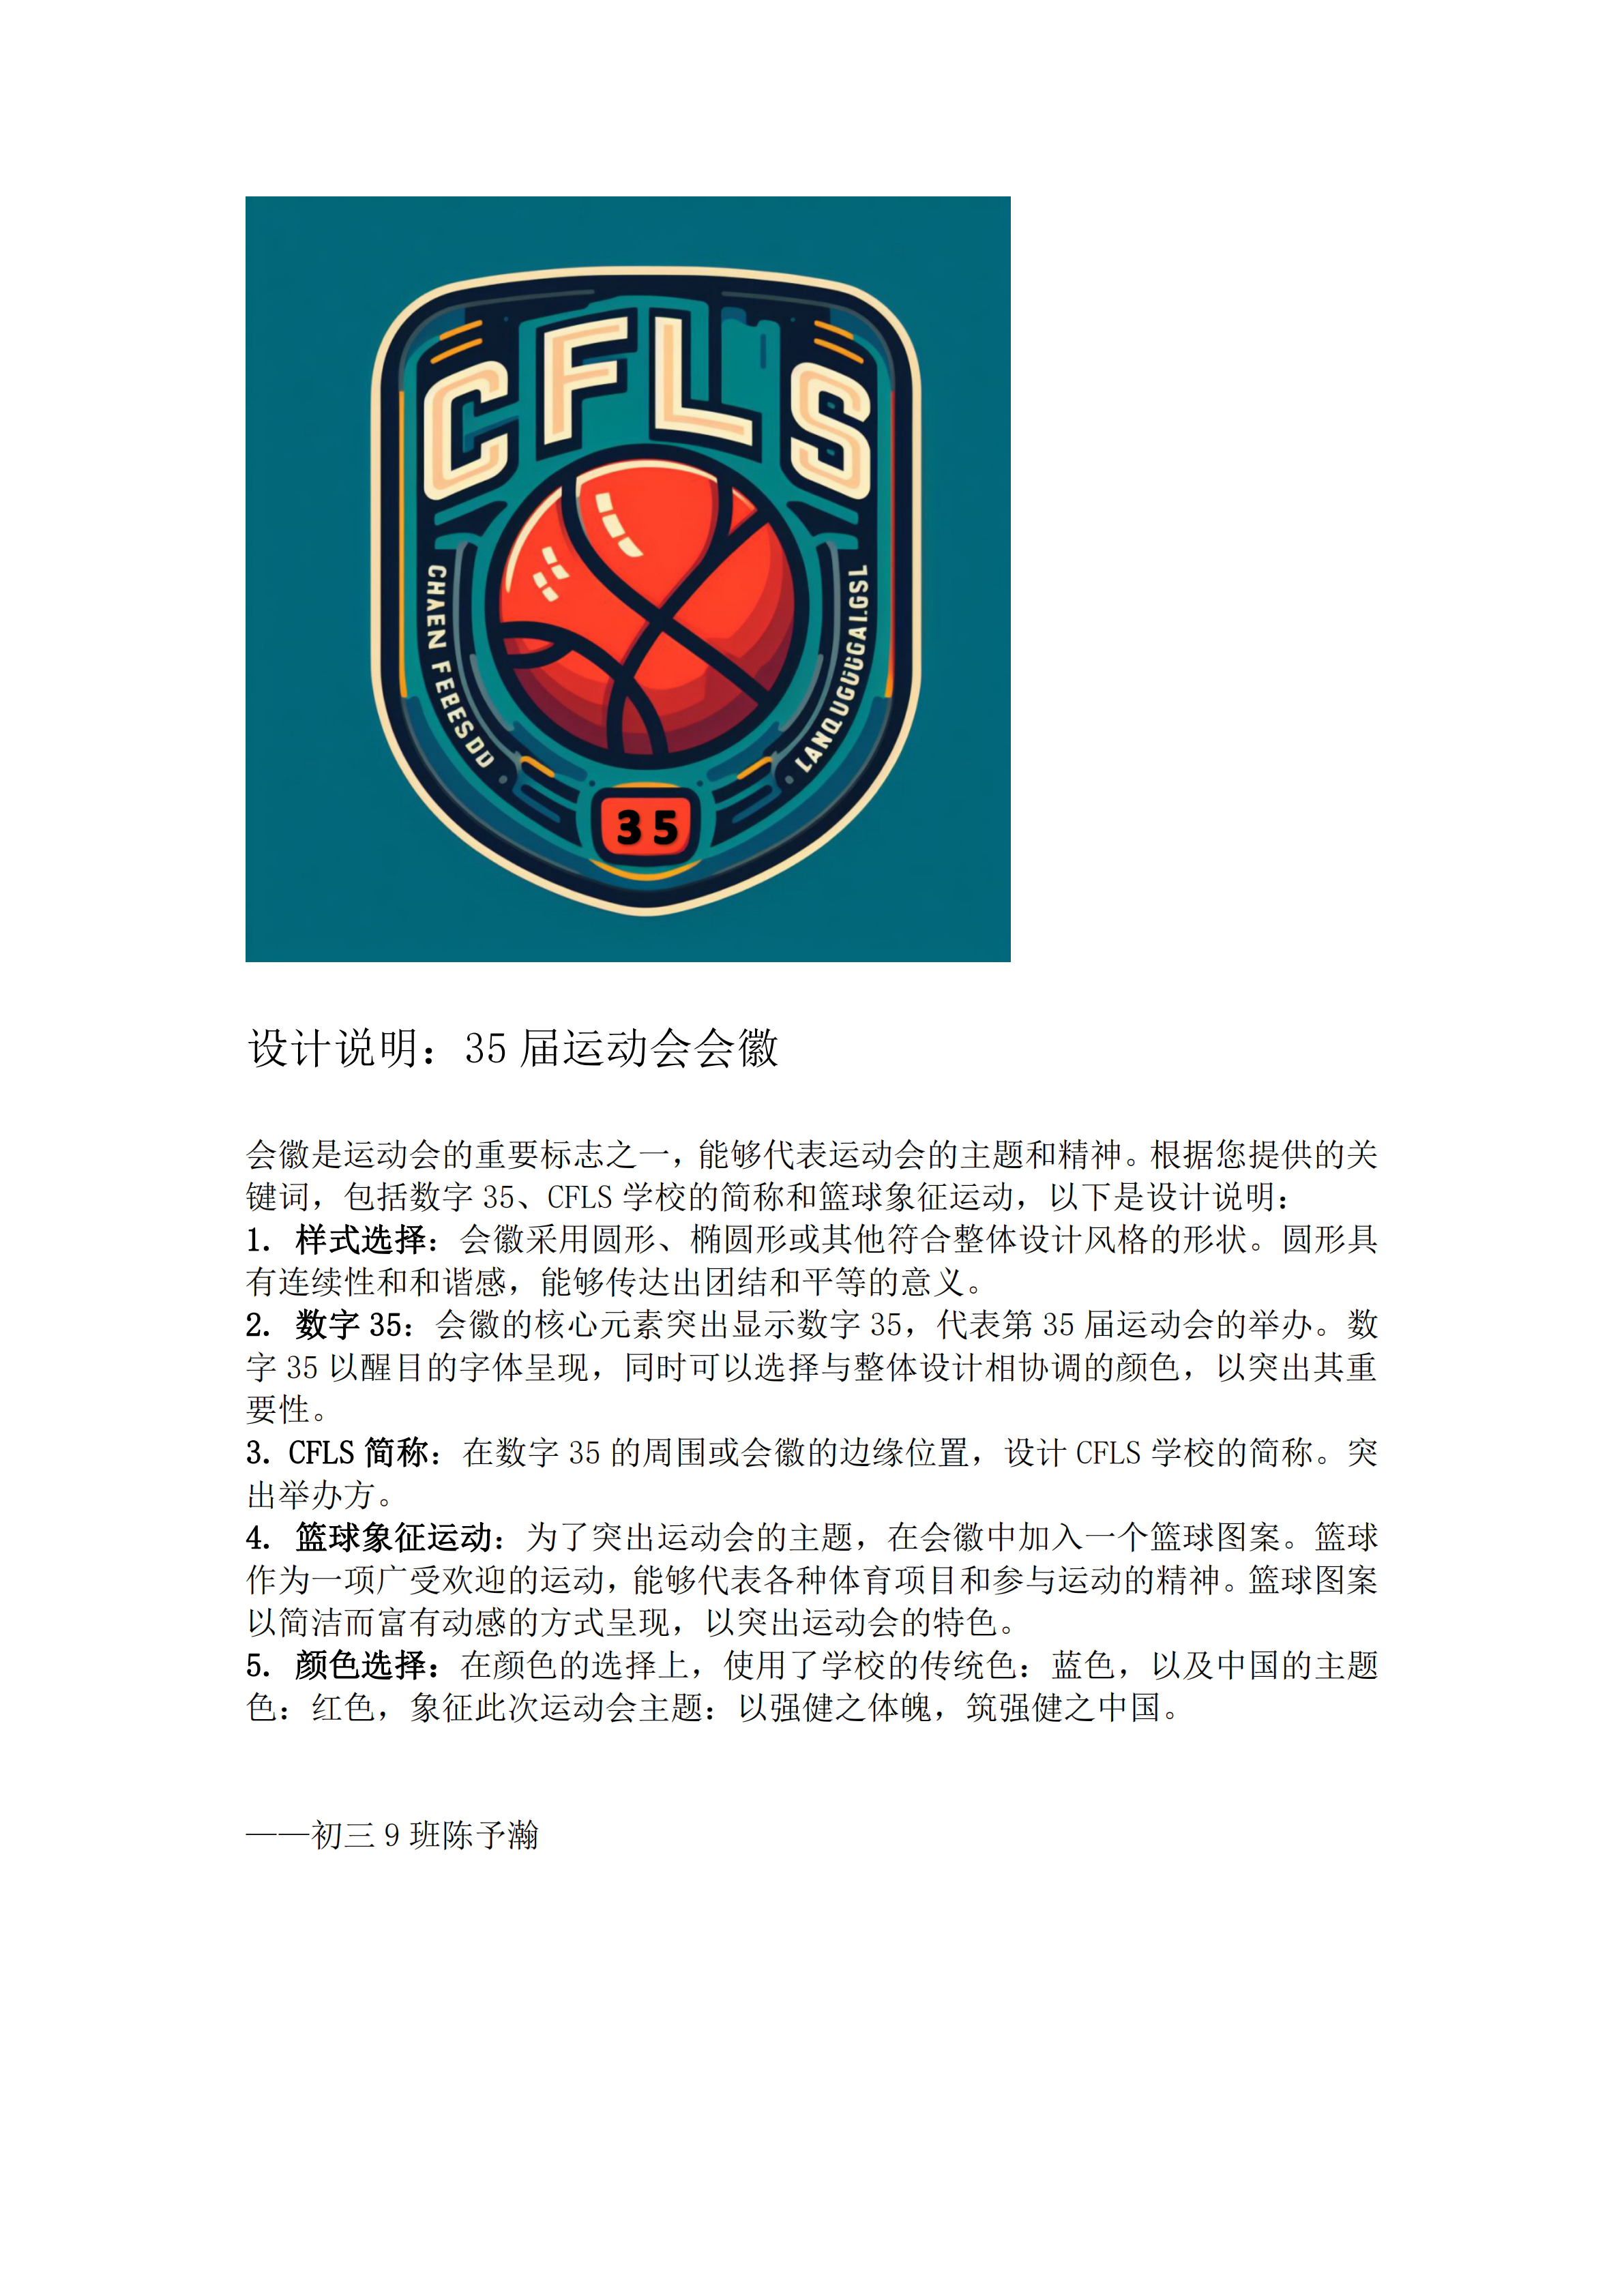 CFLS
CHYEN FEBESDD
LANQUGUUGAI.GSL
35
设计说明：35 届运动会会徽
会徽是运动会的重要标志之一，能够代表运动会的主题和精神。根据您提供的关
键词，包括数字 35、CFLS 学校的简称和篮球象征运动，以下是设计说明：
1. 样式选择：会徽采用圆形、椭圆形或其他符合整体设计风格的形状。圆形具
有连续性和和谐感，能够传达出团结和平等的意义。
2. 数字 35：会徽的核心元素突出显示数字 35，代表第 35 届运动会的举办。数
字 35 以醒目的字体呈现，同时可以选择与整体设计相协调的颜色，以突出其重
要性。
3. CFLS 简称：在数字 35 的周围或会徽的边缘位置，设计 CFLS 学校的简称。突
出举办方。
4. 篮球象征运动：为了突出运动会的主题，在会徽中加入一个篮球图案。篮球
作为一项广受欢迎的运动，能够代表各种体育项目和参与运动的精神。篮球图案
以简洁而富有动感的方式呈现，以突出运动会的特色。
5. 颜色选择：在颜色的选择上，使用了学校的传统色：蓝色，以及中国的主题
色：红色，象征此次运动会主题：以强健之体魄，筑强健之中国。
——初三 9 班陈予瀚